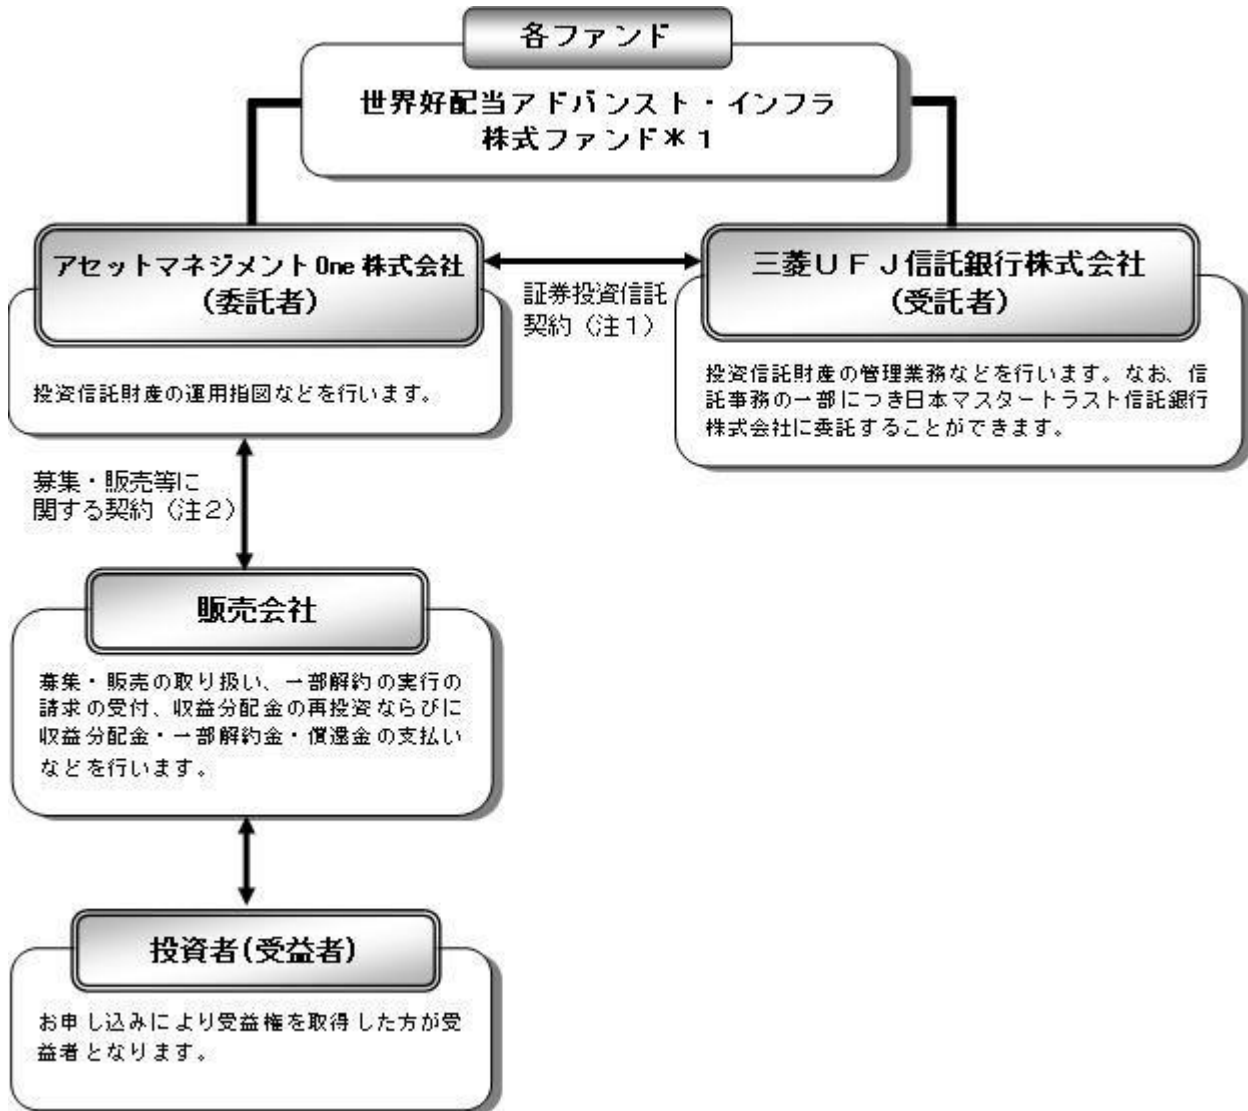 各ファンド
世界好配当アドバンスト・インフラ
株式ファンド＊１
アセットマネジメント One 株式会社
(委託者)
投資信託財産の運用指図などを行います。
証券投資信託
契約（注１）
三菱ＵＦＪ信託銀行株式会社
(受託者)
投資信託財産の管理業務などを行います。なお、信
託事務の一部につき日本マスタートラスト信託銀行
株式会社に委託することができます。
募集・販売等に
関する契約（注２）
販売会社
募集・販売の取り扱い、一部解約の実行の
請求の受付、収益分配金の再投資ならびに
収益分配金・一部解約金・償還金の支払い
などを行います。
投資者(受益者)
お申し込みにより受益権を取得した方が受
益者となります。